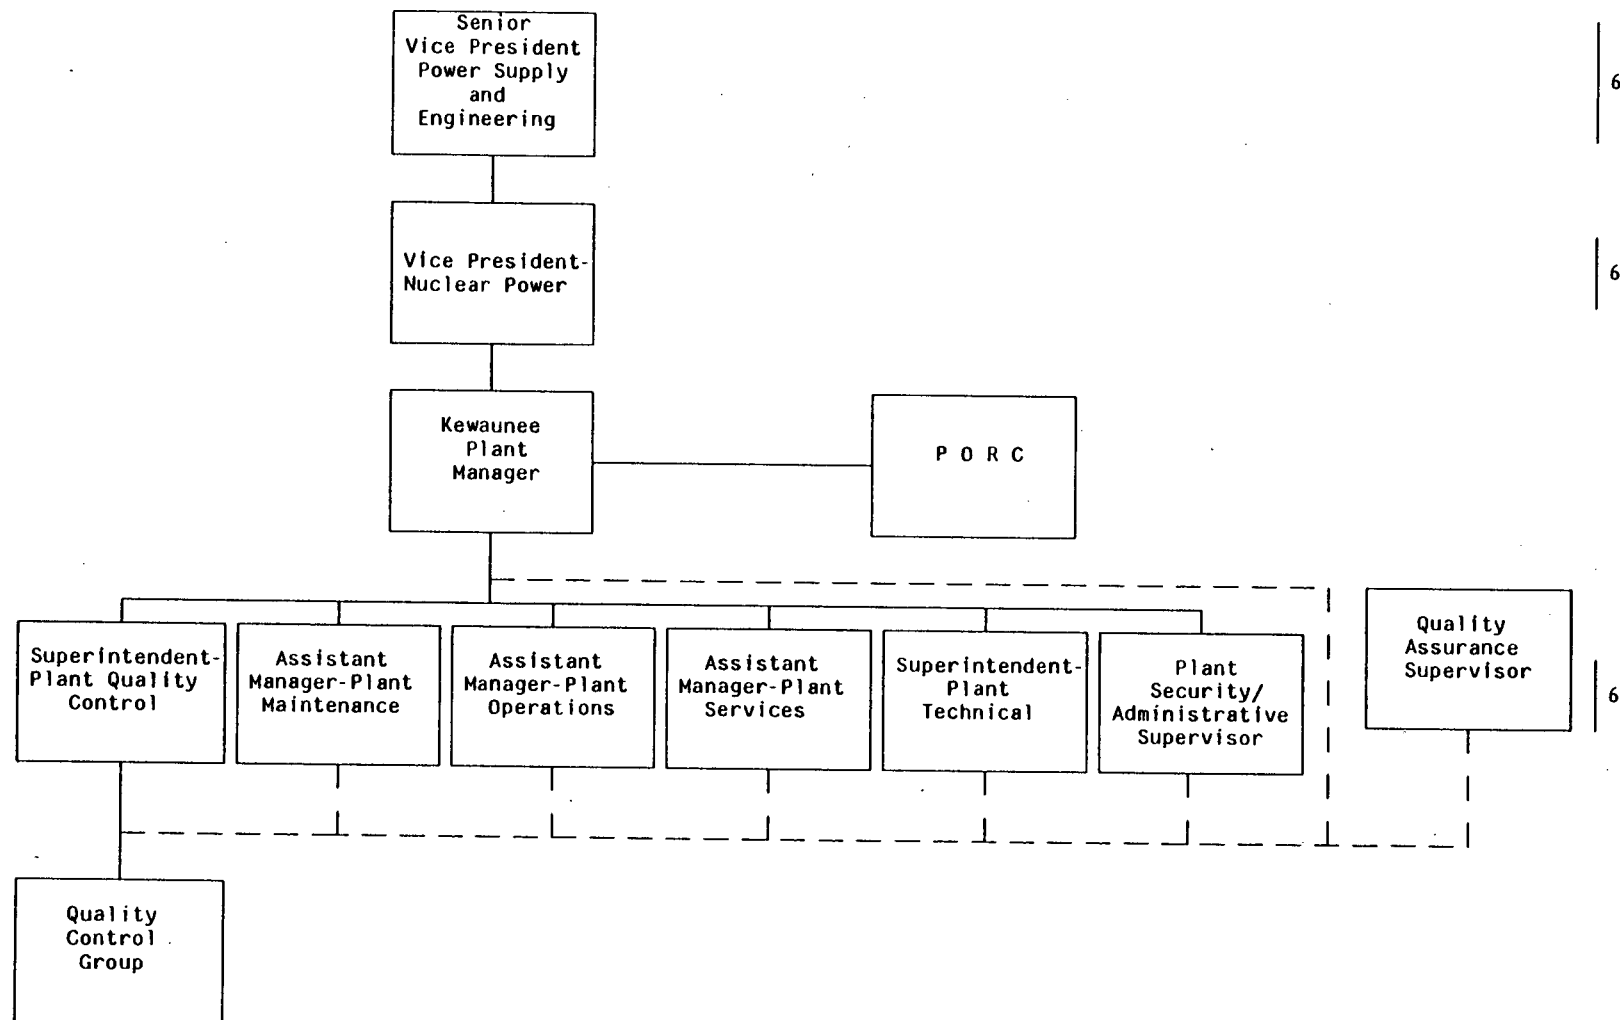 Senior
Vice President
Power Supply
and
Engineering
6
Vice President-
Nuclear Power
6
Kewaunee
Plant
Manager
P O R C
Superintendent-
Plant Quality
Control
Assistant
Manager-Plant
Maintenance
Assistant
Manager-Plant
Operations
Assistant
Manager-Plant
Services
Superintendent-
Plant
Technical
Plant
Security/
Administrative
Supervisor
Quality
Assurance
Supervisor
6
Quality
Control
Group